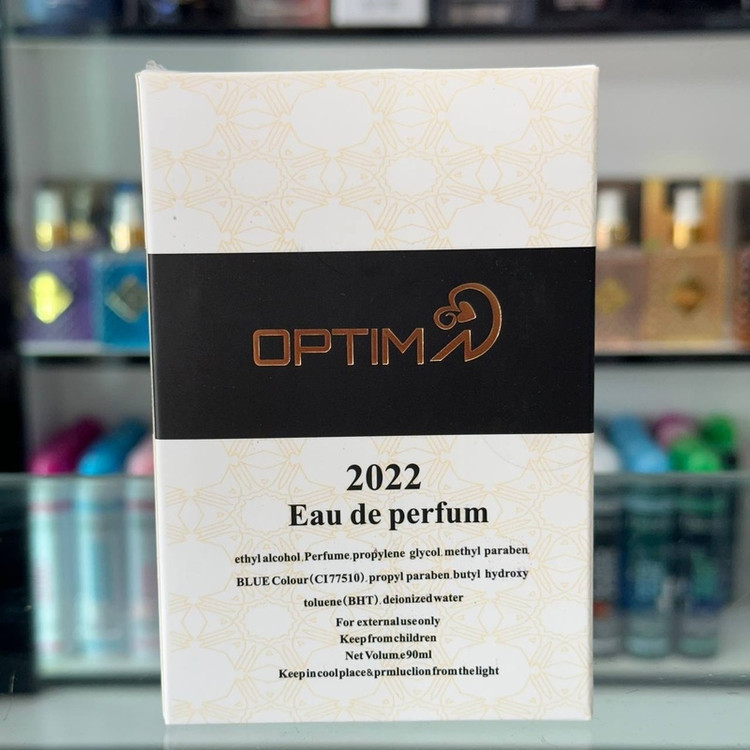 OPTIMA
2022
Eau de perfum
ethyl alcohol.Perfume.propylene glycol.methyl paraben.
BLUE Colour(CI77510).propyl paraben.butyl hydroxy
toluene(BHT).deionized water
For external use only
Keep from children
Net Volum.e 90ml
Keep in cool place & prmluclion from the light